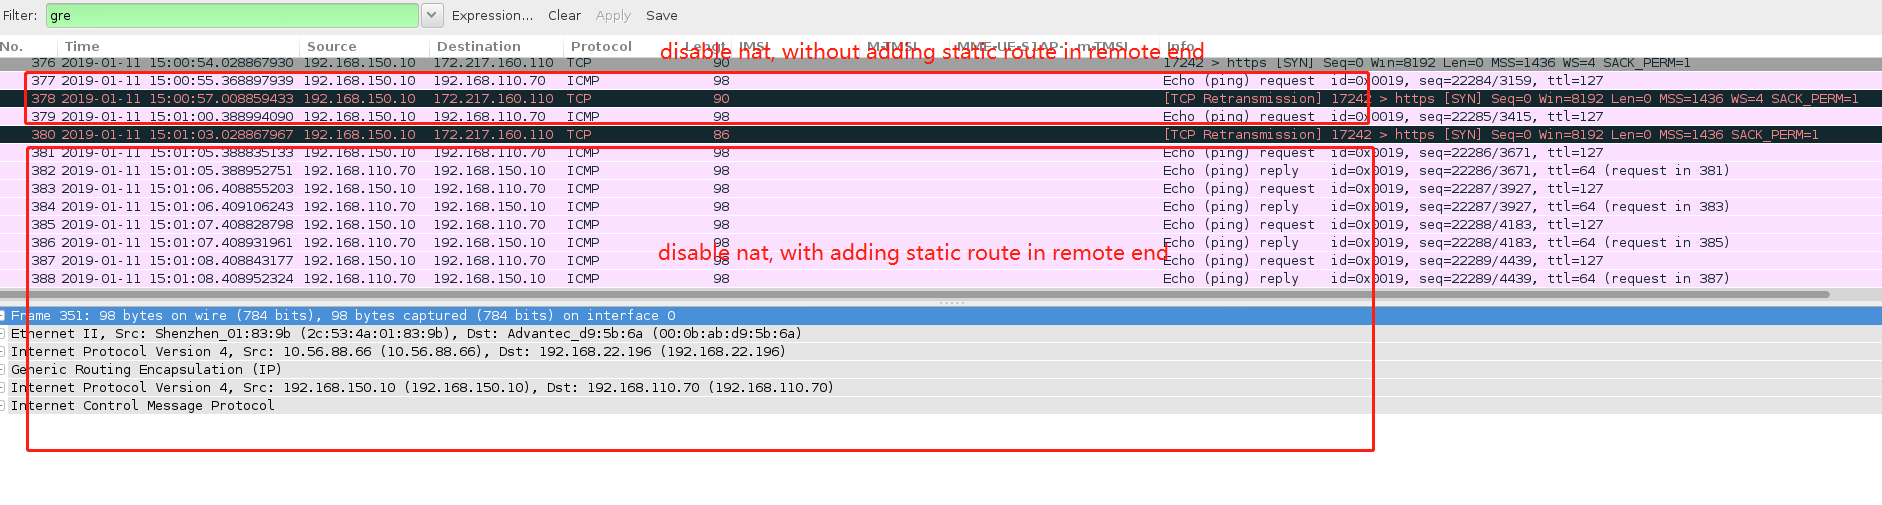 Filter: gre Expression... Clear Apply Save
No. Time Source Destination Protocol Lengt IMSI M-TMSI MME-UE-S1AP- m-TMSI Info
disable nat, without adding static route in remote end
376 2019-01-11 15:00:54.028867930 192.168.150.10 172.217.160.110 TCP 90 17242 > https [SYN] Seq=0 Win=8192 Len=0 MSS=1436 WS=4 SACK_PERM=1
377 2019-01-11 15:00:55.368897939 192.168.150.10 192.168.110.70 ICMP 98 Echo (ping) request id=0x0019, seq=22284/3159, ttl=127
378 2019-01-11 15:00:57.008859433 192.168.150.10 172.217.160.110 TCP 90 [TCP Retransmission] 17242 > https [SYN] Seq=0 Win=8192 Len=0 MSS=1436 WS=4 SACK_PERM=1
379 2019-01-11 15:01:00.388994090 192.168.150.10 192.168.110.70 ICMP 98 Echo (ping) request id=0x0019, seq=22285/3415, ttl=127
380 2019-01-11 15:01:03.028867967 192.168.150.10 172.217.160.110 TCP 86 [TCP Retransmission] 17242 > https [SYN] Seq=0 Win=8192 Len=0 MSS=1436 SACK_PERM=1
381 2019-01-11 15:01:05.388835133 192.168.150.10 192.168.110.70 ICMP 98 Echo (ping) request id=0x0019, seq=22286/3671, ttl=127
382 2019-01-11 15:01:05.388952751 192.168.110.70 192.168.150.10 ICMP 98 Echo (ping) reply id=0x0019, seq=22286/3671, ttl=64 (request in 381)
383 2019-01-11 15:01:06.408855203 192.168.150.10 192.168.110.70 ICMP 98 Echo (ping) request id=0x0019, seq=22287/3927, ttl=127
384 2019-01-11 15:01:06.409106243 192.168.110.70 192.168.150.10 ICMP 98 Echo (ping) reply id=0x0019, seq=22287/3927, ttl=64 (request in 383)
385 2019-01-11 15:01:07.408828798 192.168.150.10 192.168.110.70 ICMP 98 Echo (ping) request id=0x0019, seq=22288/4183, ttl=127
386 2019-01-11 15:01:07.408931961 192.168.110.70 192.168.150.10 ICMP 98 Echo (ping) reply id=0x0019, seq=22288/4183, ttl=64 (request in 385)
disable nat, with adding static route in remote end
387 2019-01-11 15:01:08.408843177 192.168.150.10 192.168.110.70 ICMP 98 Echo (ping) request id=0x0019, seq=22289/4439, ttl=127
388 2019-01-11 15:01:08.408952324 192.168.110.70 192.168.150.10 ICMP 98 Echo (ping) reply id=0x0019, seq=22289/4439, ttl=64 (request in 387)
Frame 351: 98 bytes on wire (784 bits), 98 bytes captured (784 bits) on interface 0
Ethernet II, Src: Shenzhen_01:83:9b (2c:53:4a:01:83:9b), Dst: Advantec_d9:5b:6a (00:0b:ab:d9:5b:6a)
Internet Protocol Version 4, Src: 10.56.88.66 (10.56.88.66), Dst: 192.168.22.196 (192.168.22.196)
Generic Routing Encapsulation (IP)
Internet Protocol Version 4, Src: 192.168.150.10 (192.168.150.10), Dst: 192.168.110.70 (192.168.110.70)
Internet Control Message Protocol